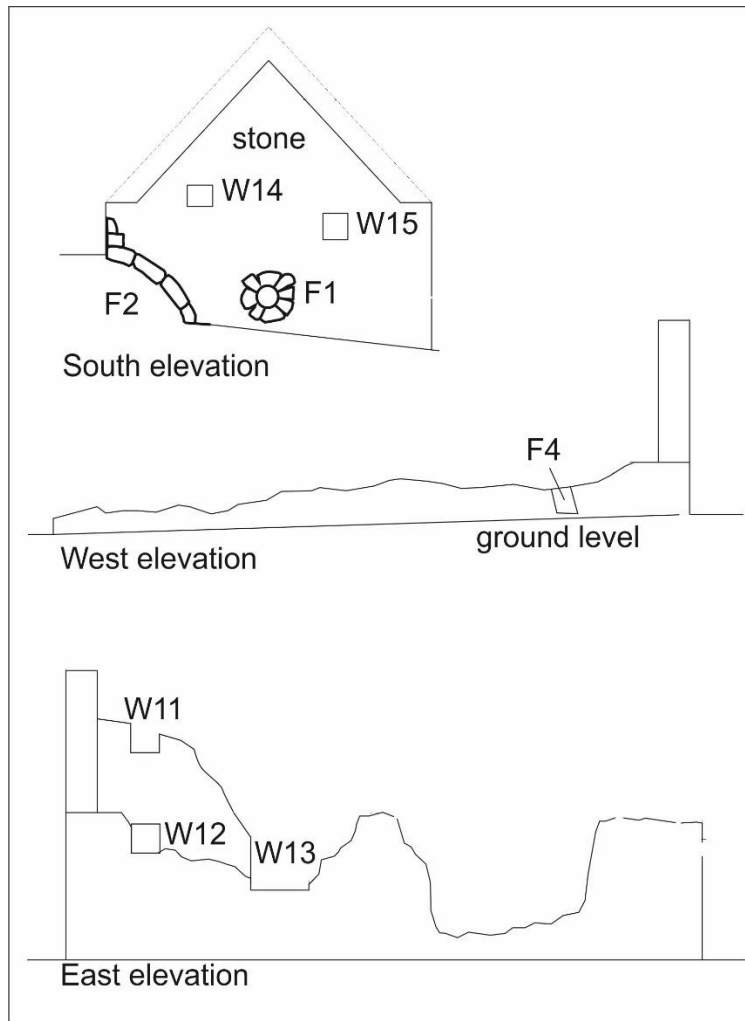 stone
W14
W15
F2
F1
South elevation
F4
ground level
West elevation
W11
W12
W13
East elevation